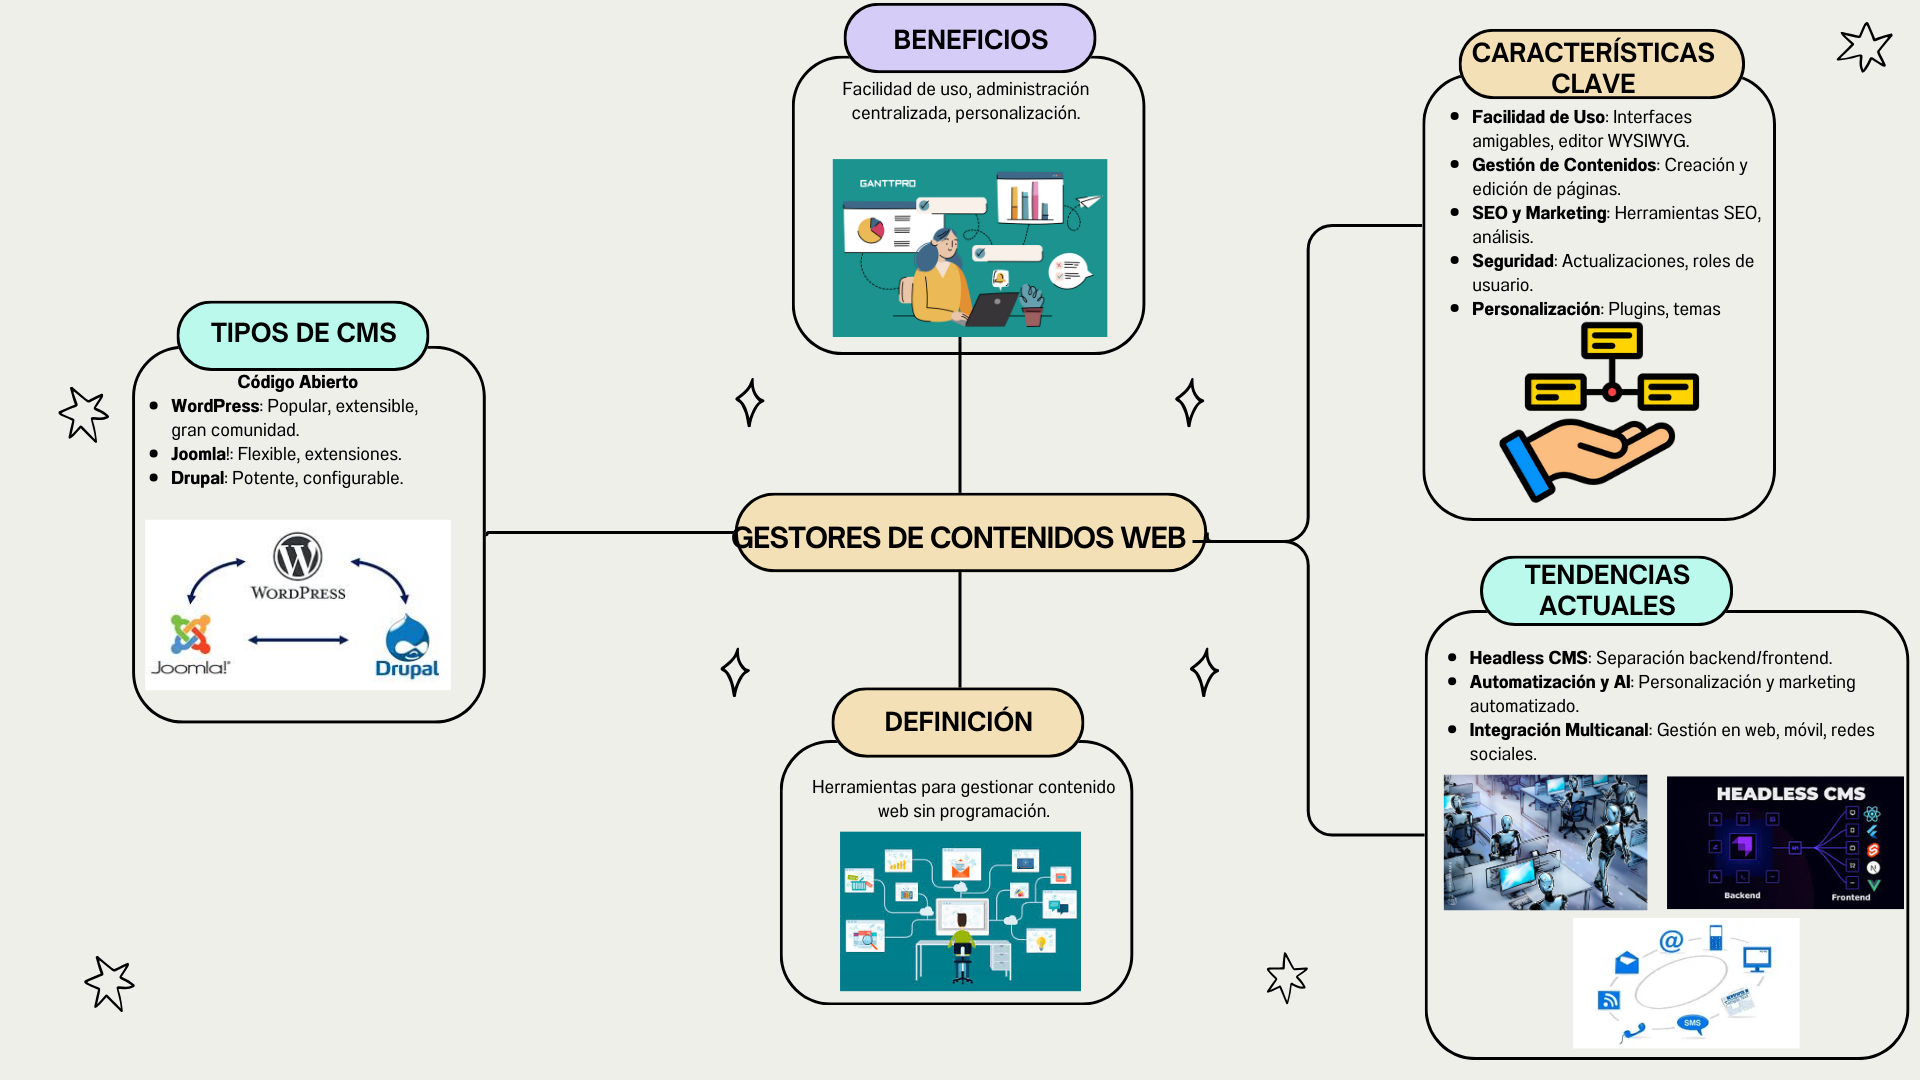 BENEFICIOS
Facilidad de uso, administración
centralizada, personalización.
GANTTPRO
CARACTERÍSTICAS
CLAVE
Facilidad de Uso: Interfaces
amigables, editor WYSIWYG.
Gestión de Contenidos: Creación y
edición de páginas.
SEO y Marketing: Herramientas SEO,
análisis.
Seguridad: Actualizaciones, roles de
usuario.
Personalización: Plugins, temas
TIPOS DE CMS
Código Abierto
WordPress: Popular, extensible,
gran comunidad.
Joomla!: Flexible, extensiones.
Drupal: Potente, configurable.
WORDPRESS
Joomla!
Drupal
GESTORES DE CONTENIDOS WEB
DEFINICIÓN
Herramientas para gestionar contenido
web sin programación.
TENDENCIAS
ACTUALES
Headless CMS: Separación backend/frontend.
Automatización y AI: Personalización y marketing
automatizado.
Integración Multicanal: Gestión en web, móvil, redes
sociales.
HEADLESS CMS
Backend
Frontend
@
SMS